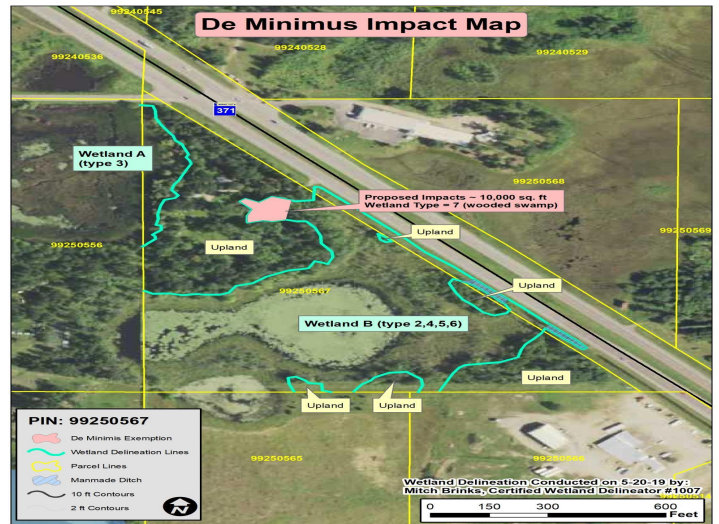 De Minimus Impact Map
99240545
99240536
99240528
99240529
371
Wetland A
(type 3)
Proposed Impacts ~ 10,000 sq. ft
Wetland Type = 7 (wooded swamp)
99250568
99250569
99250556
Upland
Upland
Upland
99250567
Wetland B (type 2,4,5,6)
Upland
Upland
Upland
PIN: 99250567
De Minimis Exemption
Wetland Delineation Lines
Parcel Lines
Manmade Ditch
10 ft Contours
2 ft Contours
99250565
Wetland Delineation Conducted on 5-20-19 by:
Mitch Brinks, Certified Wetland Delineator #1007
0 150 300 600
Feet